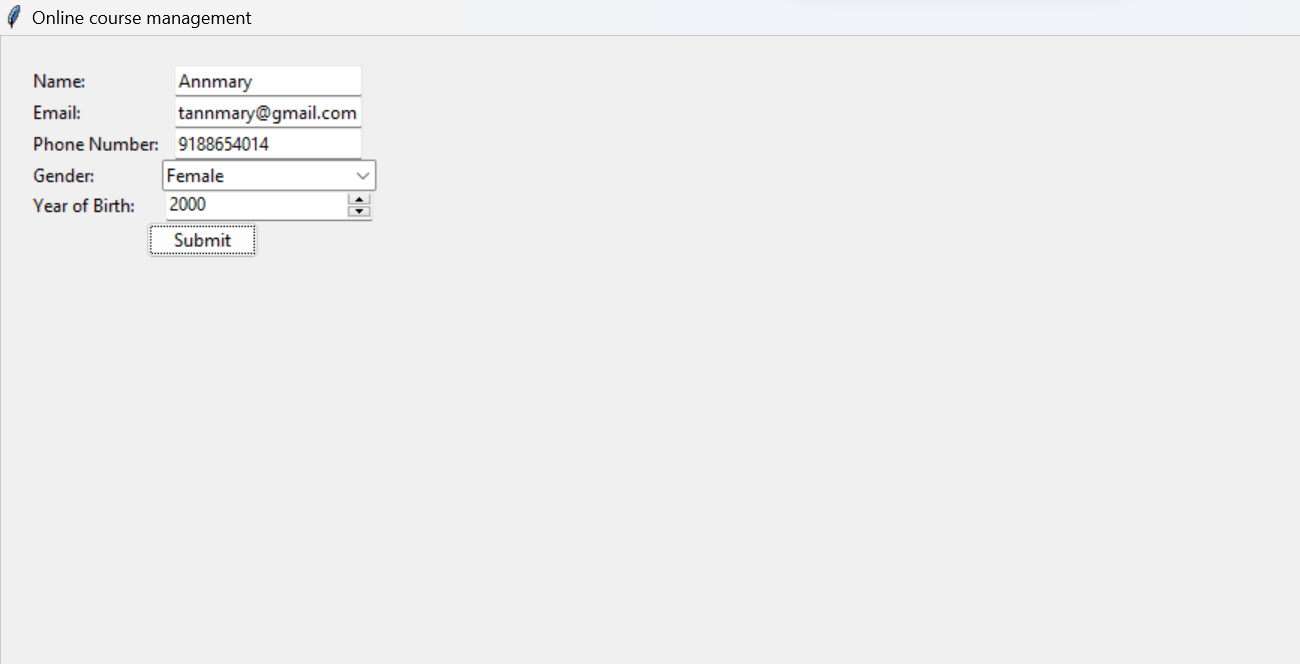 Online course management
Name: Annmary
Email: tannmary@gmail.com
Phone Number: 9188654014
Gender: Female
Year of Birth: 2000
Submit